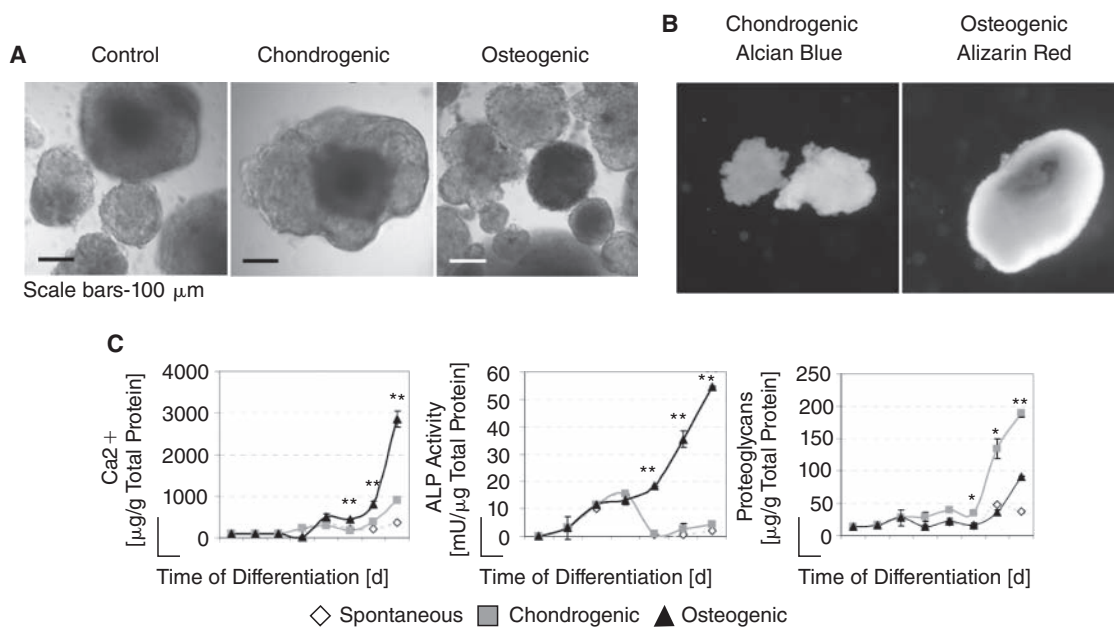 A
Control
Chondrogenic
Osteogenic
Scale bars-100 μm
B
Chondrogenic
Alcian Blue
Osteogenic
Alizarin Red
C
Ca2+
[μg/g Total Protein]
4000
3000
2000
1000
0
**
**
**
Time of Differentiation [d]
ALP Activity
[mU/μg Total Protein]
60
50
40
30
20
10
0
**
**
**
Time of Differentiation [d]
Proteoglycans
[μg/g Total Protein]
250
200
150
100
50
0
*
*
**
Time of Differentiation [d]
Spontaneous Chondrogenic Osteogenic